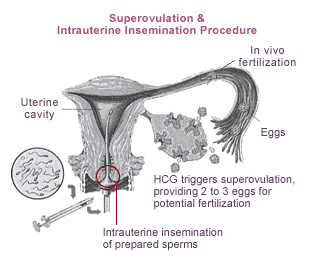 Superovulation &
Intrauterine Insemination Procedure
In vivo
fertilization
Uterine
cavity
Eggs
HCG triggers superovulation,
providing 2 to 3 eggs for
potential fertilization
Intrauterine insemination
of prepared sperms